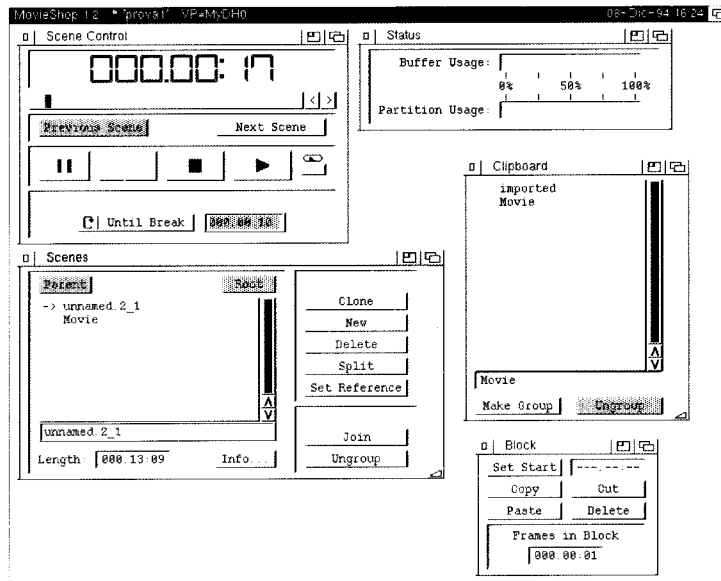 MovieShop 1.2 * "prova1" VP=MyDH0 08-Dic-94 16:24
Scene Control
000.00:17
< >
Previous Scene Next Scene
Until Break 000.00.10
Status
Buffer Usage:
0% 50% 100%
Partition Usage:
Clipboard
imported
Movie
Movie
Make Group Ungroup
Scenes
Parent Root
-> unnamed.2_1
Movie
unnamed.2_1
Length: 000.13:09 Info...
Clone
New
Delete
Split
Set Reference
Join
Ungroup
Block
Set Start ---.--:--
Copy Cut
Paste Delete
Frames in Block
000.00:01